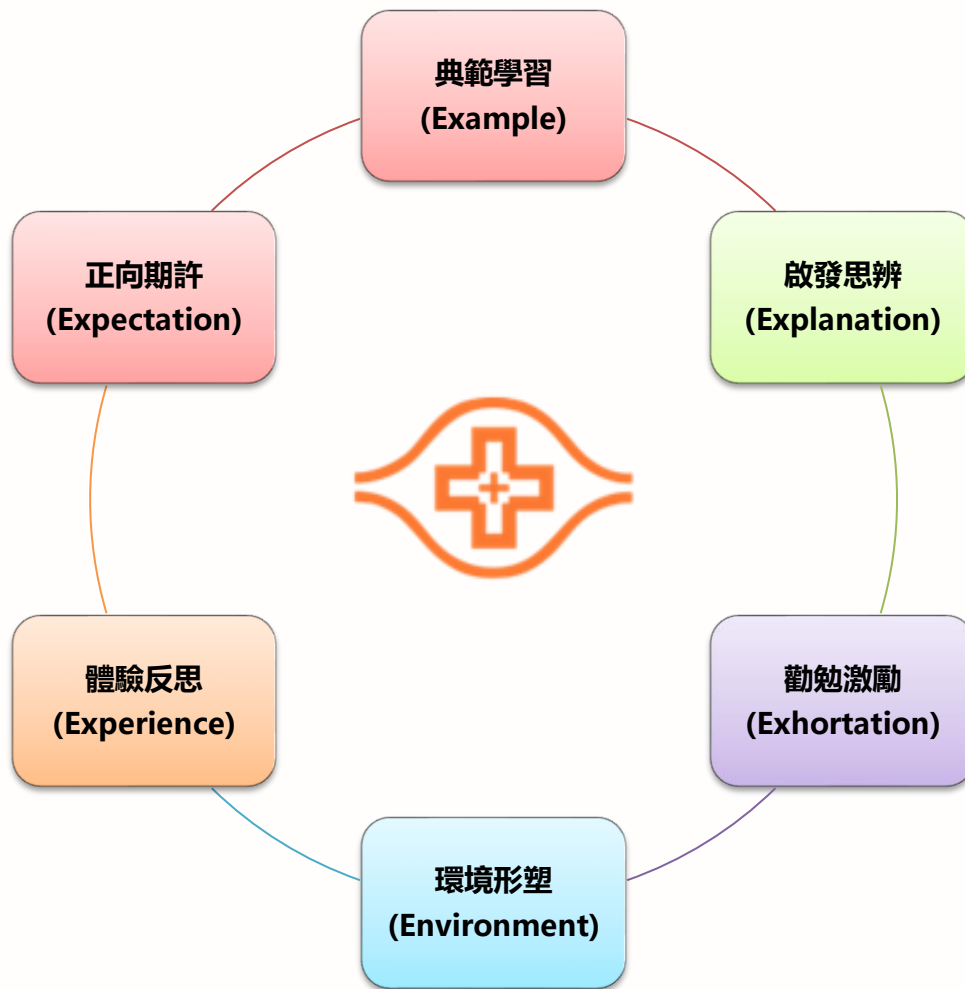 典範學習
(Example)
啟發思辨
(Explanation)
勸勉激勵
(Exhortation)
環境形塑
(Environment)
體驗反思
(Experience)
正向期許
(Expectation)